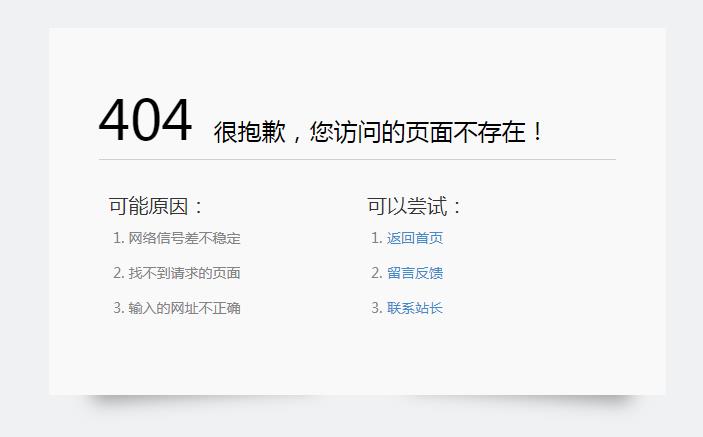 404 很抱歉，您访问的页面不存在！
可能原因：
1. 网络信号差不稳定
2. 找不到请求的页面
3. 输入的网址不正确
可以尝试：
1. 返回首页
2. 留言反馈
3. 联系站长